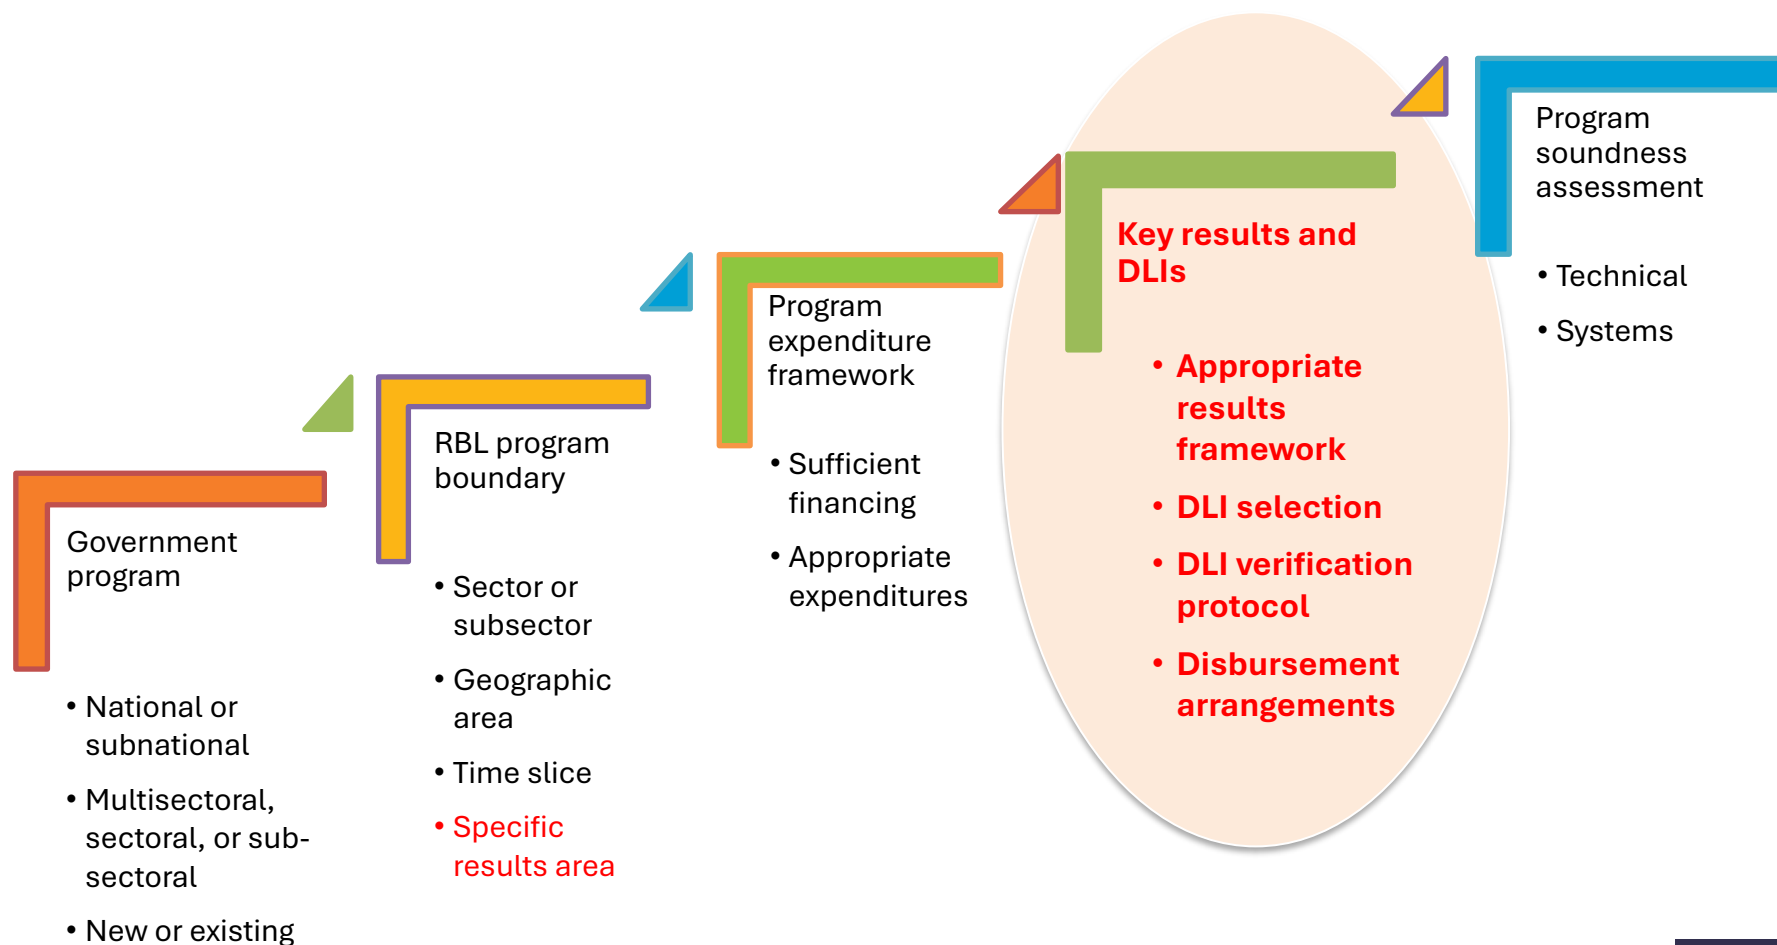 Government
program
• National or
subnational
• Multisectoral,
sectoral, or sub-
sectoral
• New or existing
RBL program
boundary
• Sector or
subsector
• Geographic
area
• Time slice
• Specific
results area
Program
expenditure
framework
• Sufficient
financing
• Appropriate
expenditures
Key results and
DLIs
• Appropriate
results
framework
• DLI selection
• DLI verification
protocol
• Disbursement
arrangements
Program
soundness
assessment
• Technical
• Systems